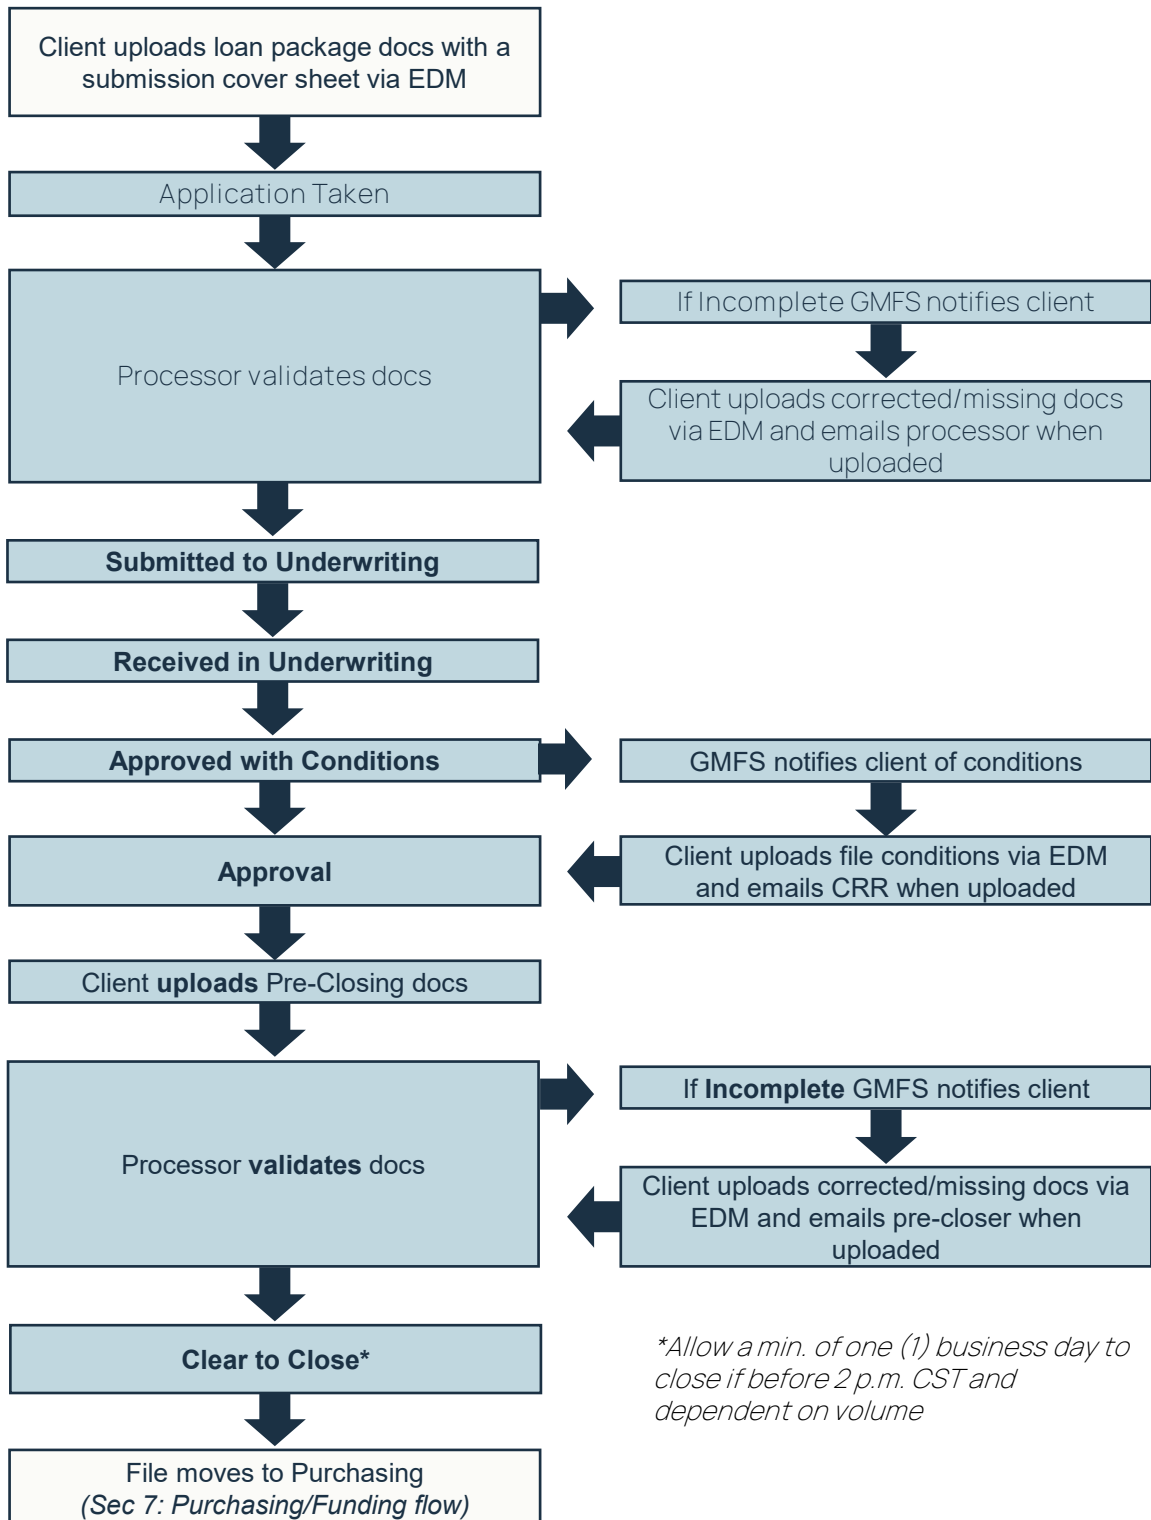 Client uploads loan package docs with a
submission cover sheet via EDM
Application Taken
Processor validates docs
If Incomplete GMFS notifies client
Client uploads corrected/missing docs
via EDM and emails processor when
uploaded
Submitted to Underwriting
Received in Underwriting
Approved with Conditions
GMFS notifies client of conditions
Client uploads file conditions via EDM
and emails CRR when uploaded
Approval
Client uploads Pre-Closing docs
Processor validates docs
If Incomplete GMFS notifies client
Client uploads corrected/missing docs via
EDM and emails pre-closer when
uploaded
Clear to Close*
*Allow a min. of one (1) business day to
close if before 2 p.m. CST and
dependent on volume
File moves to Purchasing
(Sec 7: Purchasing/Funding flow)